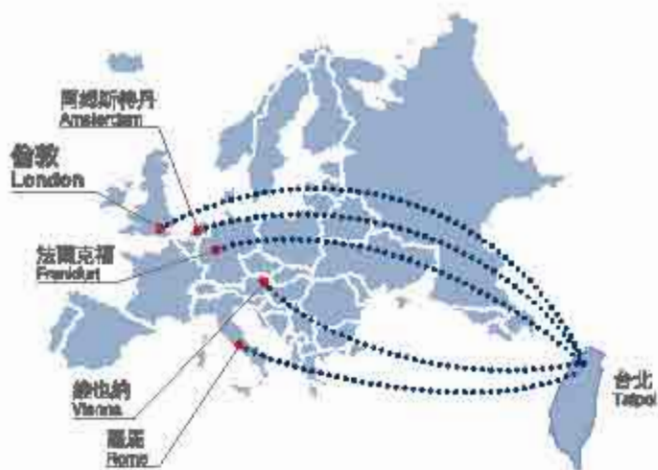 阿姆斯特丹
Amsterdam
倫敦
London
法蘭克福
Frankfurt
維也納
Vienna
羅馬
Rome
台北
Taipei